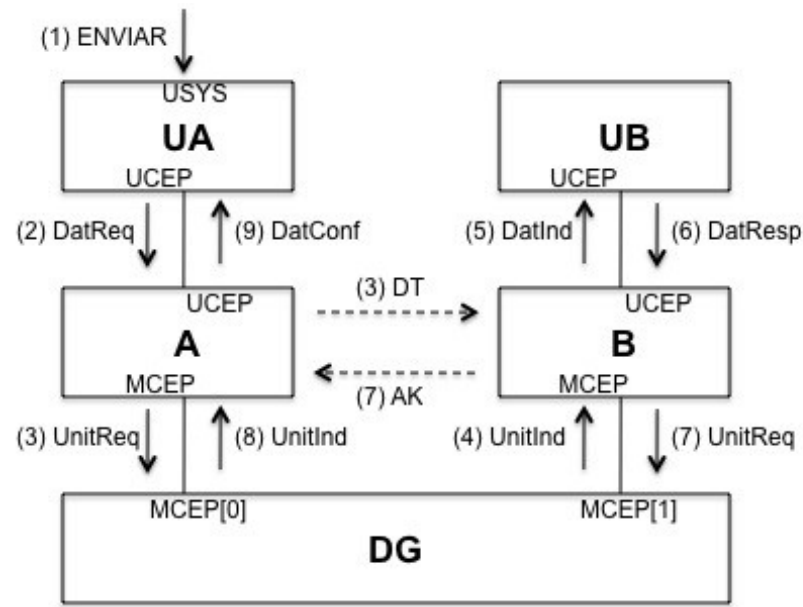 (1) ENVIAR
USYS
UA
UB
UCEP
UCEP
(2) DatReq
(9) DatConf
(5) DatInd
(6) DatResp
UCEP
(3) DT
UCEP
A
B
MCEP
(7) AK
MCEP
(3) UnitReq
(8) UnitInd
(4) UnitInd
(7) UnitReq
MCEP[0]
MCEP[1]
DG